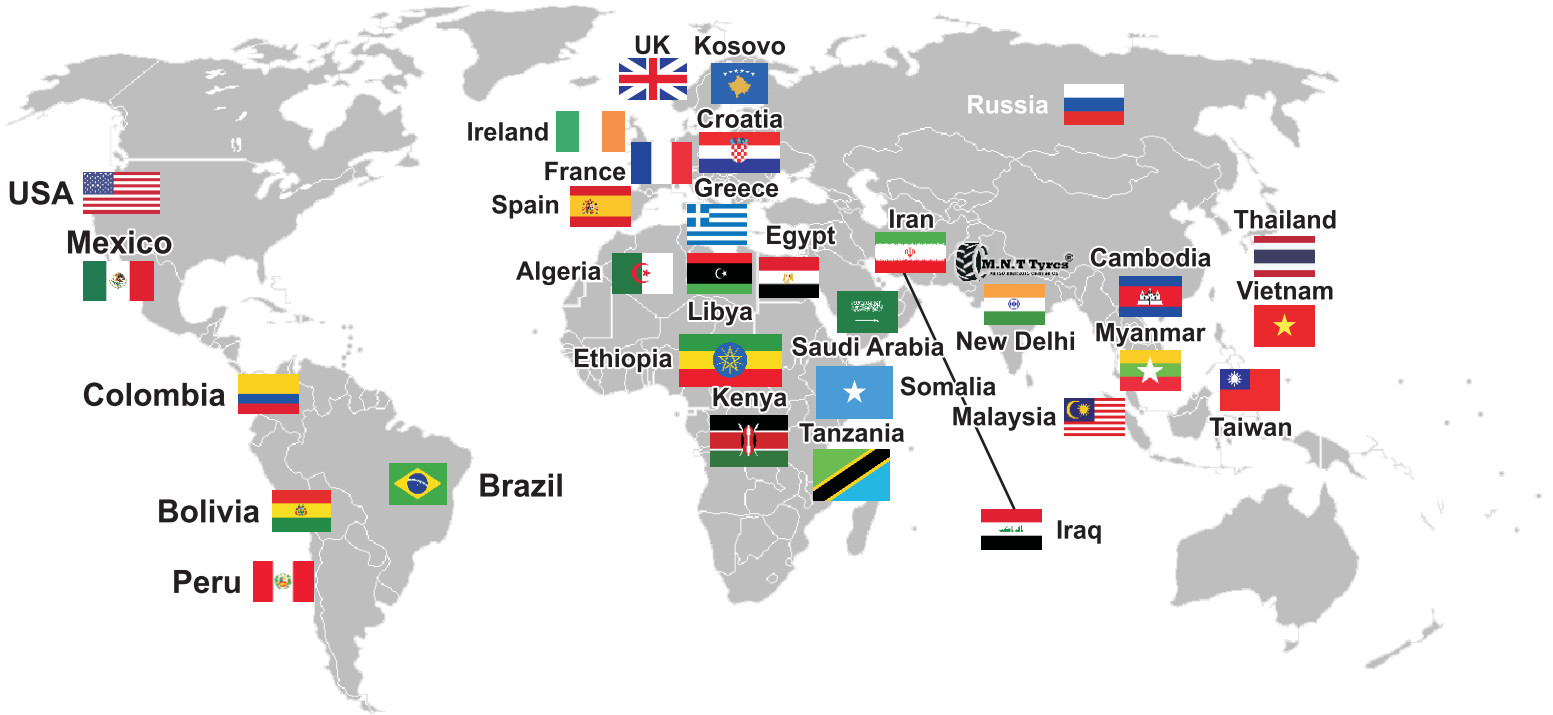 UK
Kosovo
Russia
Croatia
Ireland
France
Greece
USA
Spain
Iran
Thailand
Mexico
Egypt
Cambodia
M.N.T Tyres
Algeria
Vietnam
Libya
Myanmar
New Delhi
Saudi Arabia
Ethiopia
Somalia
Colombia
Kenya
Malaysia
Taiwan
Tanzania
Brazil
Bolivia
Iraq
Peru